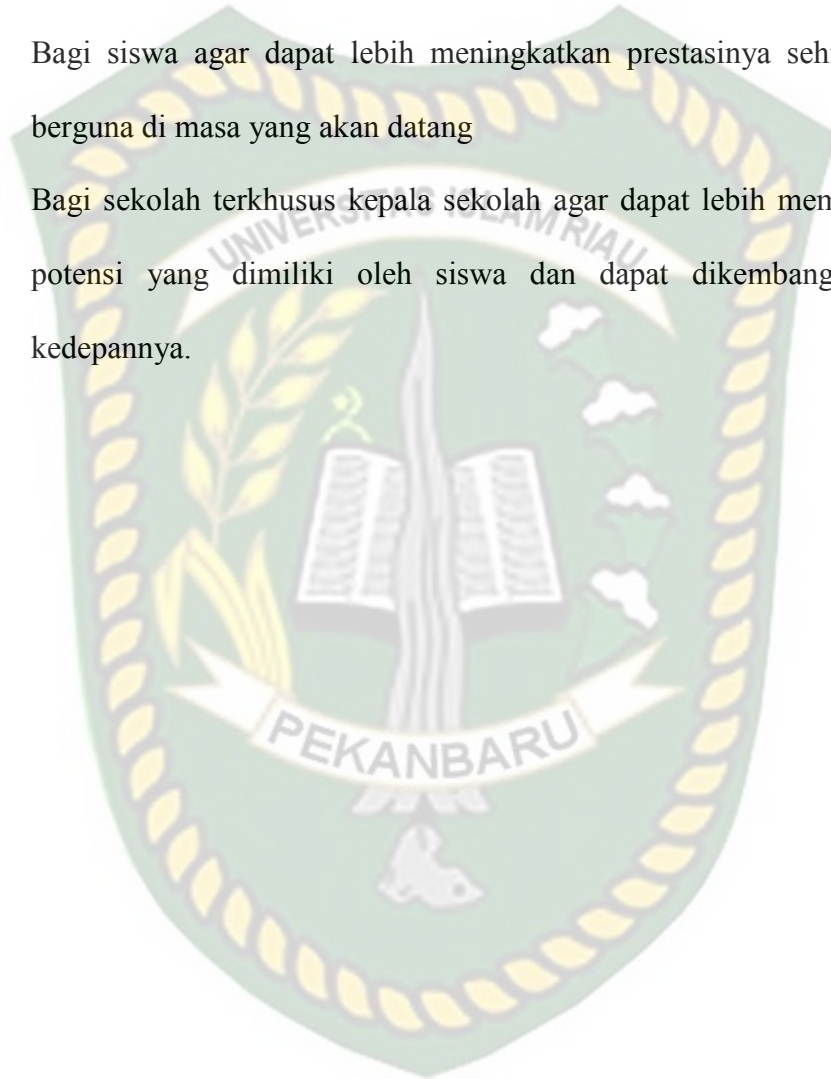 Bagi siswa agar dapat lebih meningkatkan prestasinya seh
berguna di masa yang akan datang
Bagi sekolah terkhusus kepala sekolah agar dapat lebih mem
potensi yang dimiliki oleh siswa dan dapat dikembang
kedepannya.
UNIVERSITAS ISLAM RIAU
PEKANBARU